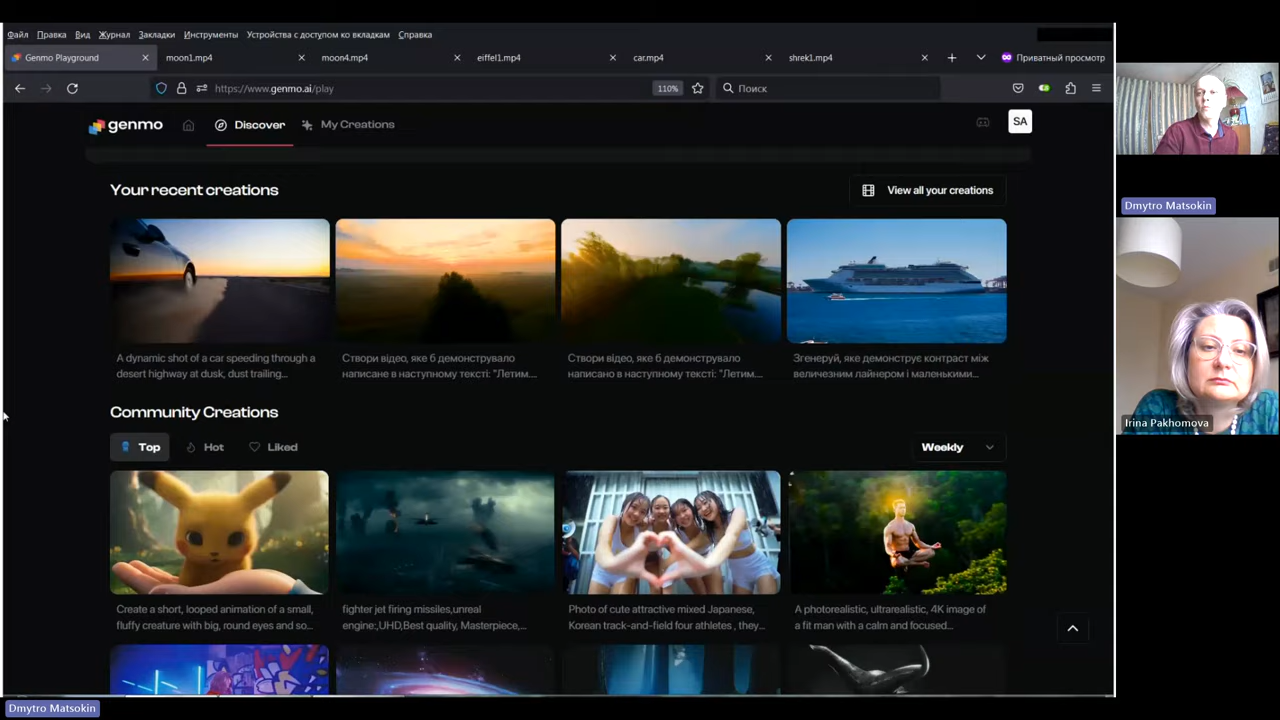 Файл Правка Вид Журнал Закладки Инструменты Устройства с доступом ко вкладкам Справка
Genmo Playground moon1.mp4 moon4.mp4 eiffel1.mp4 car.mp4 shrek1.mp4 Приватный просмотр
https://www.genmo.ai/play 110% Поиск
genmo Discover My Creations SA
Your recent creations View all your creations
A dynamic shot of a car speeding through a
desert highway at dusk, dust trailing...
Створи відео, яке б демонструвало
написане в наступному тексті: "Летим....
Створи відео, яке б демонструвало
написано в наступному тексті: "Летим....
Згенеруй, яке демонструє контраст між
величезним лайнером і маленькими...
Community Creations
Top Hot Liked Weekly
Create a short, looped animation of a small,
fluffy creature with big, round eyes and so...
fighter jet firing missiles,unreal
engine:,UHD,Best quality, Masterpiece,...
Photo of cute attractive mixed Japanese,
Korean track-and-field four athletes , they...
A photorealistic, ultrarealistic, 4K image of
a fit man with a calm and focused...
Dmytro Matsokin
Irina Pakhomova
Dmytro Matsokin